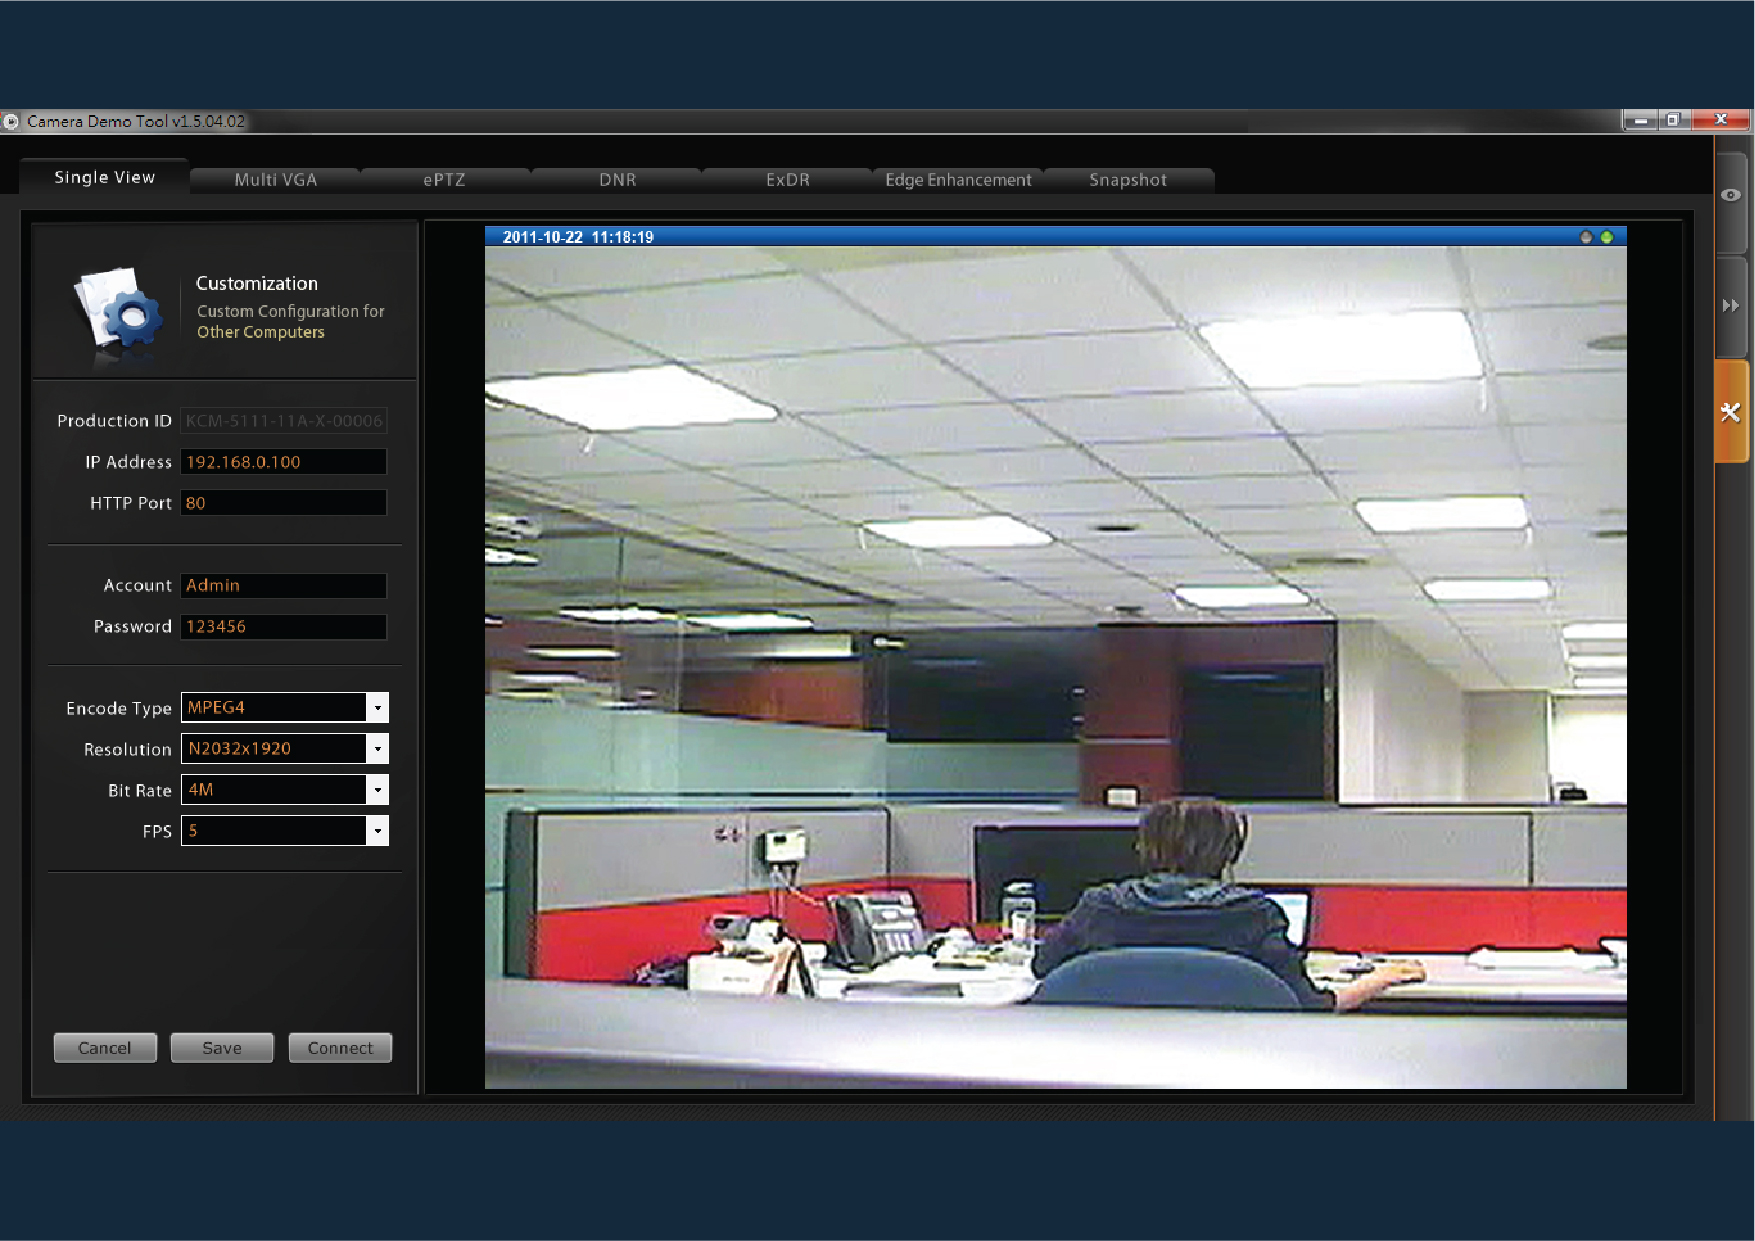 Camera Demo Tool v1.5.04.02
Single View
Multi VGA
ePTZ
DNR
ExDR
Edge Enhancement
Snapshot
Customization
Custom Configuration for
Other Computers
Production ID KCM-5111-11A-X-00006
IP Address 192.168.0.100
HTTP Port 80
Account Admin
Password 123456
Encode Type MPEG4
Resolution N2032x1920
Bit Rate 4M
FPS 5
Cancel
Save
Connect
2011-10-22 11:18:19